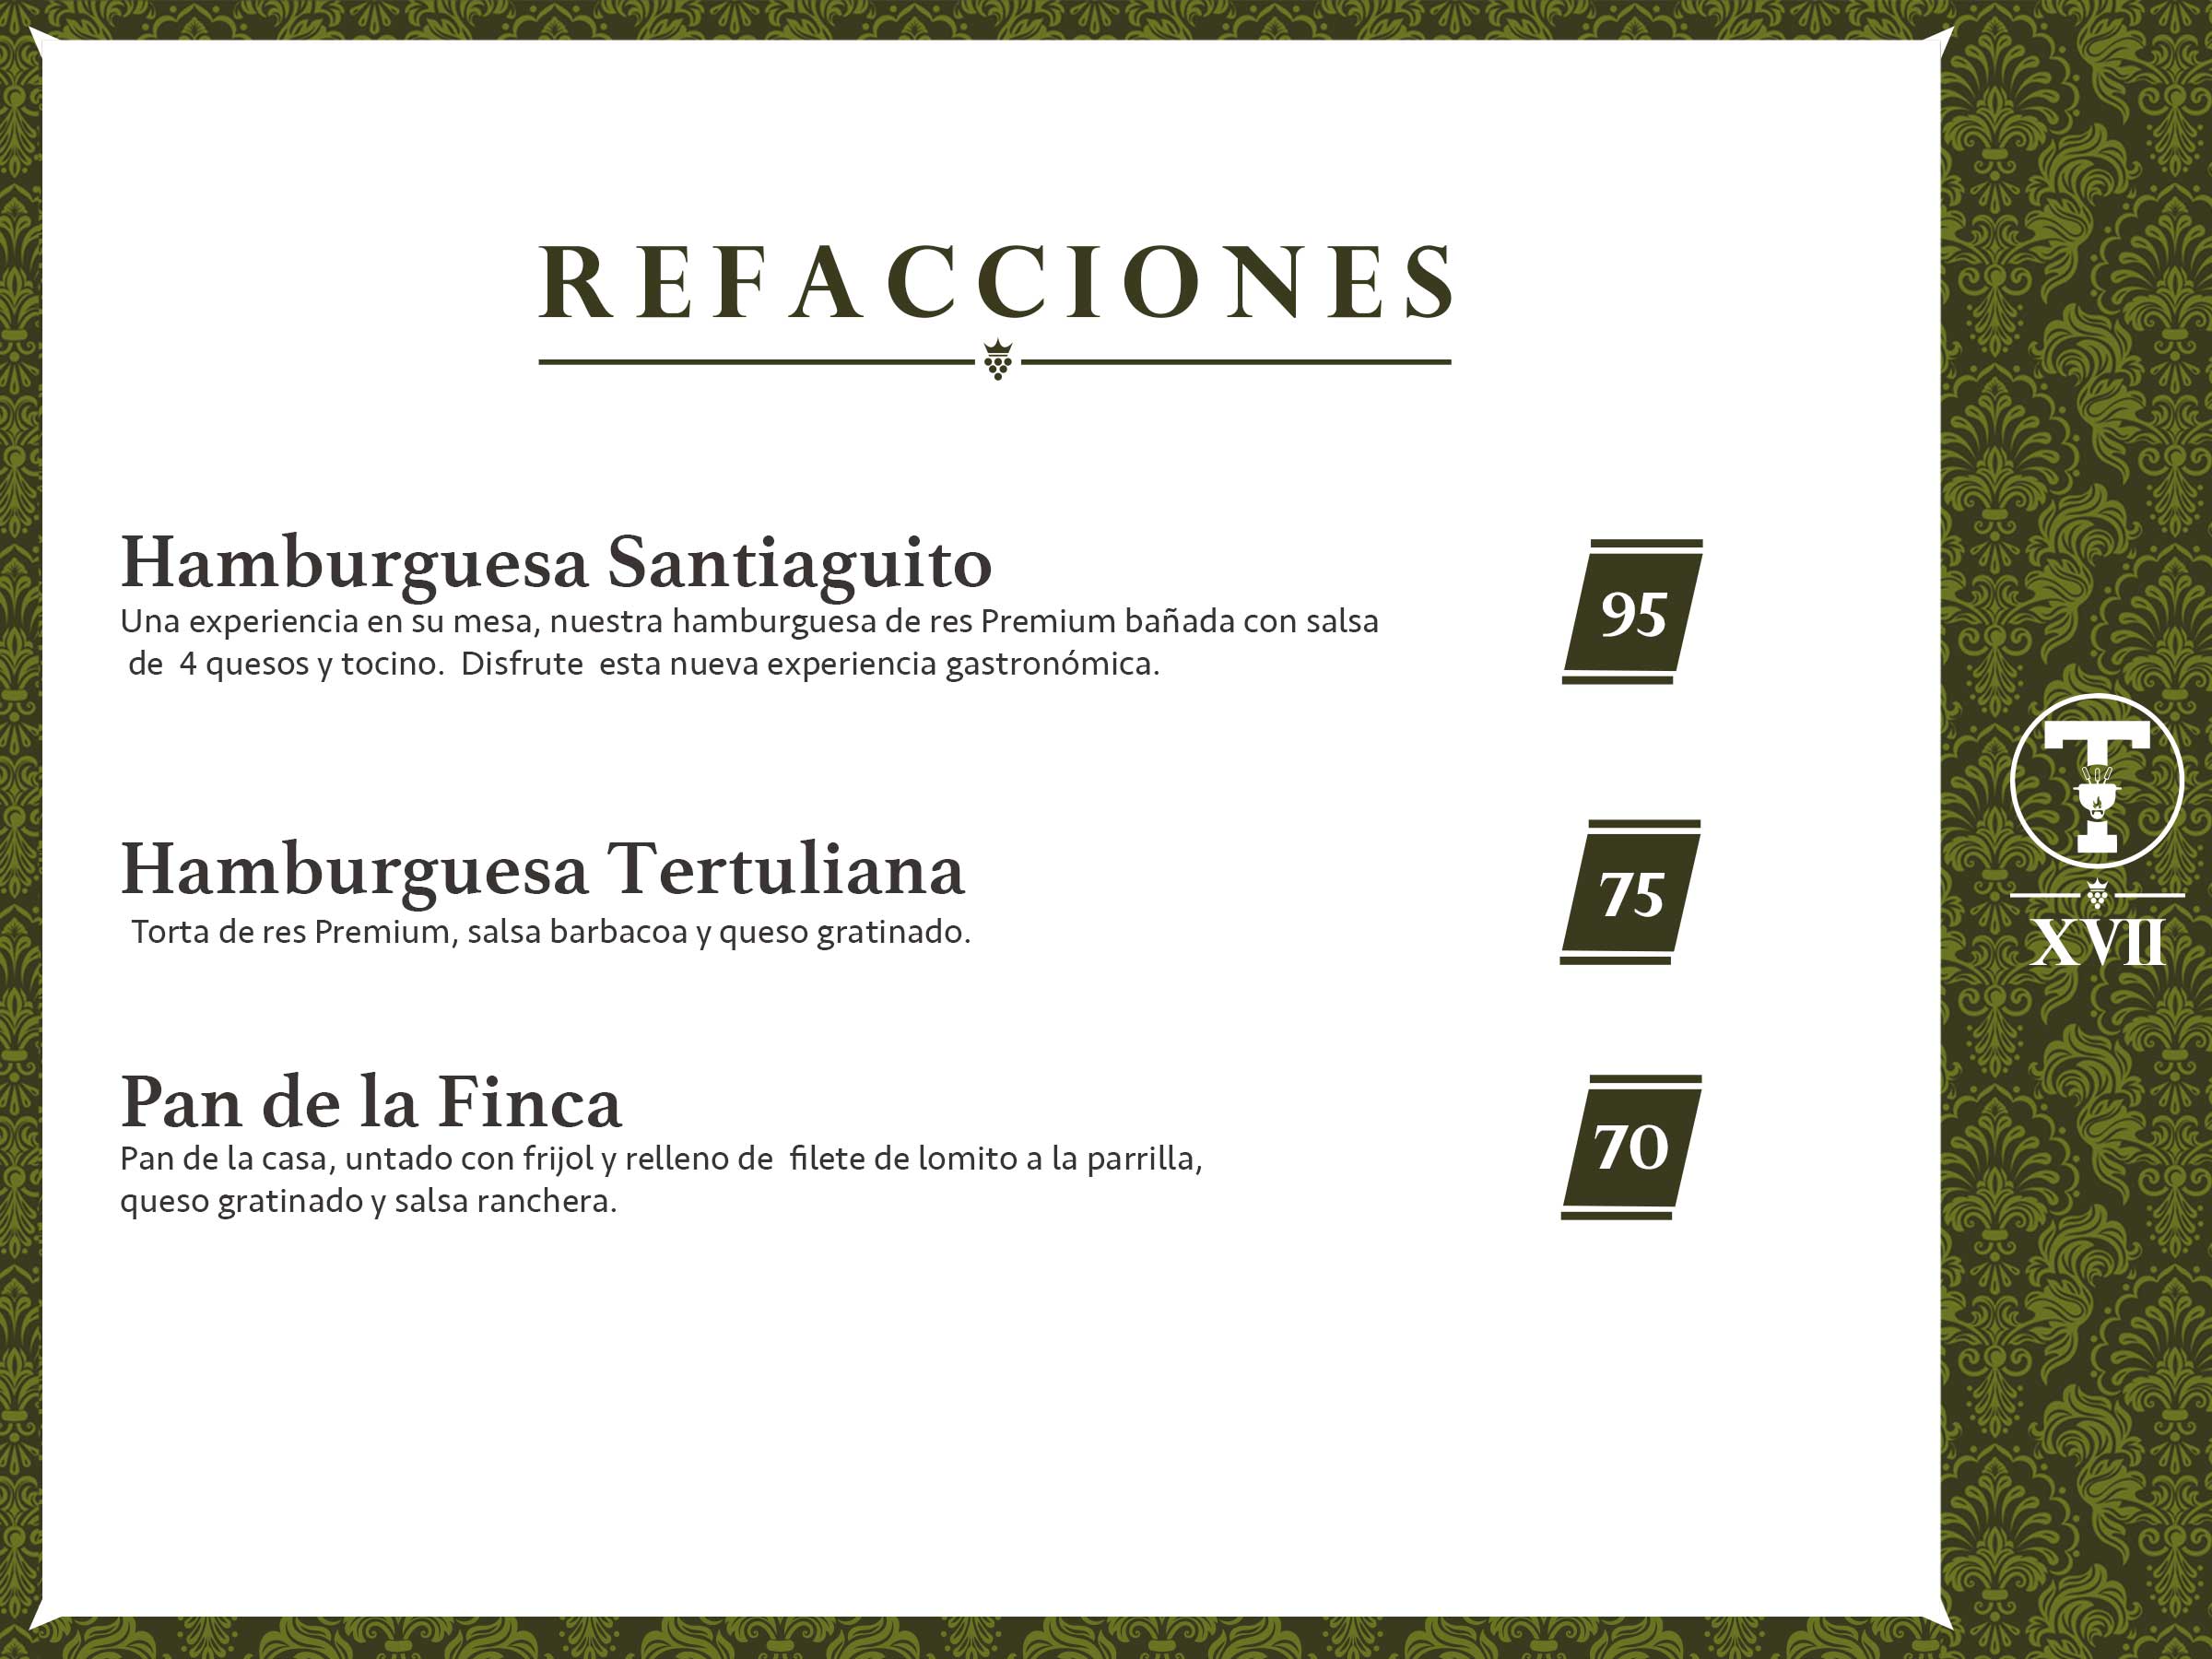 REFACCIONES
Hamburguesa Santiaguito
95
Una experiencia en su mesa, nuestra hamburguesa de res Premium bañada con salsa
de 4 quesos y tocino. Disfrute esta nueva experiencia gastronómica.
Hamburguesa Tertuliana
75
Torta de res Premium, salsa barbacoa y queso gratinado.
Pan de la Finca
70
Pan de la casa, untado con frijol y relleno de filete de lomito a la parrilla,
queso gratinado y salsa ranchera.
T
XVII